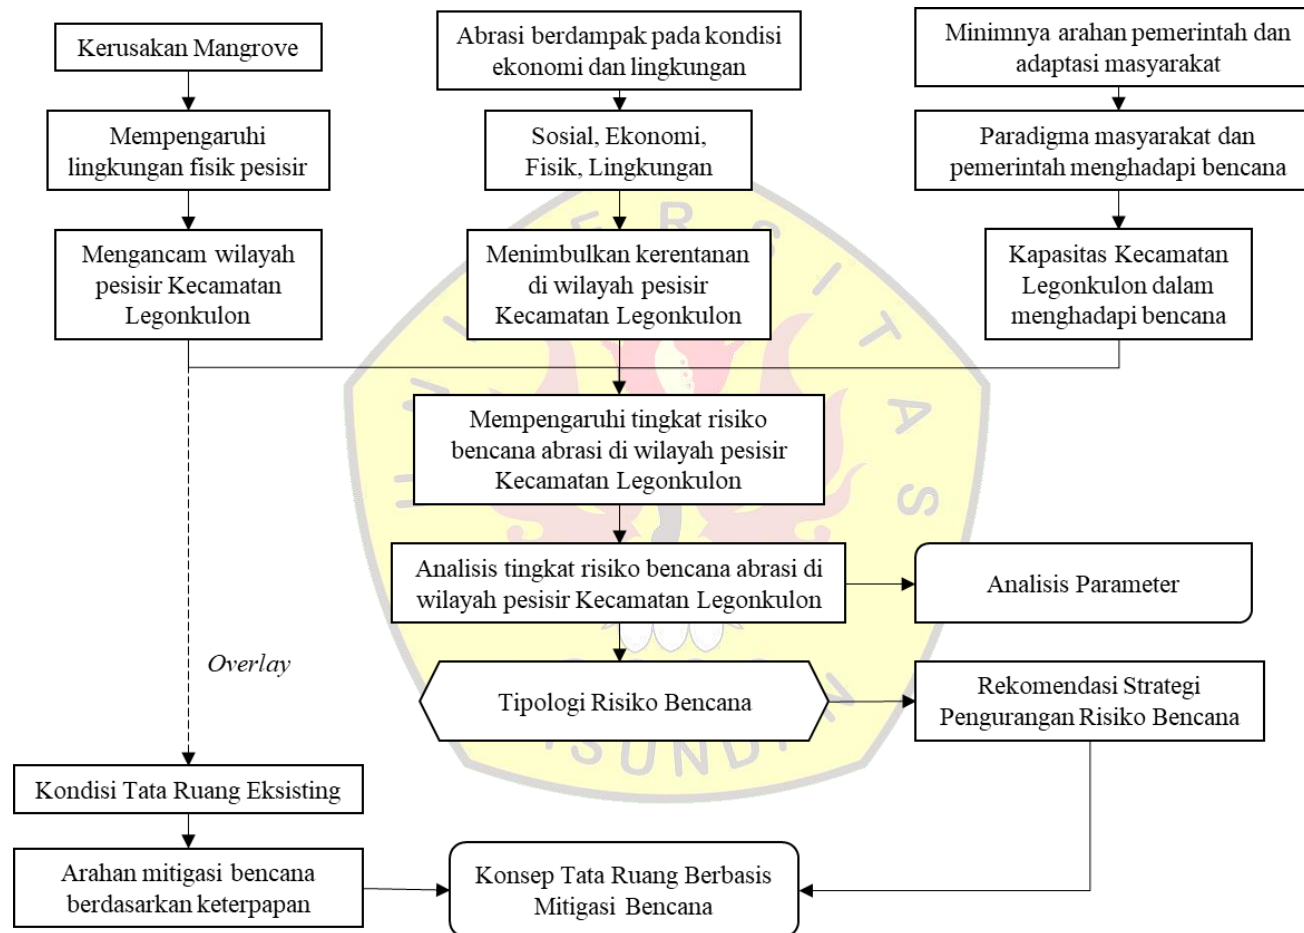 Kerusakan Mangrove
Abrasi berdampak pada kondisi
ekonomi dan lingkungan
Minimnya arahan pemerintah dan
adaptasi masyarakat
Mempengaruhi
lingkungan fisik pesisir
Sosial, Ekonomi,
Fisik, Lingkungan
Paradigma masyarakat dan
pemerintah menghadapi bencana
Mengancam wilayah
pesisir Kecamatan
Legonkulon
Menimbulkan kerentanan
di wilayah pesisir
Kecamatan Legonkulon
Kapasitas Kecamatan
Legonkulon dalam
menghadapi bencana
Mempengaruhi tingkat risiko
bencana abrasi di wilayah pesisir
Kecamatan Legonkulon
Analisis tingkat risiko bencana abrasi di
wilayah pesisir Kecamatan Legonkulon
Analisis Parameter
Overlay
Tipologi Risiko Bencana
Rekomendasi Strategi
Pengurangan Risiko Bencana
Kondisi Tata Ruang Eksisting
Arahan mitigasi bencana
berdasarkan keterpapan
Konsep Tata Ruang Berbasis
Mitigasi Bencana